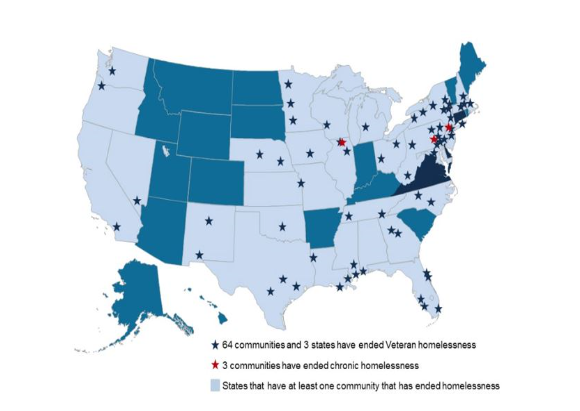 64 communities and 3 states have ended Veteran homelessness
3 communities have ended chronic homelessness
States that have at least one community that has ended homelessness